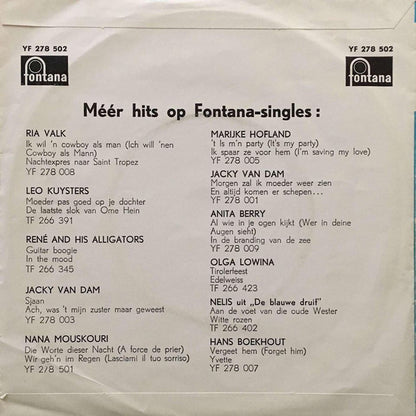 YF 278 502
fontana
YF 278 502
fontana
Méér hits op Fontana-singles :
RIA VALK
Ik wil 'n cowboy als man (Ich will 'nen
Cowboy als Mann)
Nachtexpres naar Saint Tropez
YF 278 008
LEO KUYSTERS
Moeder pas goed op je dochter
De laatste slok van Ome Hein
TF 266 391
RENÉ AND HIS ALLIGATORS
Guitar boogie
In the mood
TF 266 345
JACKY VAN DAM
Sjaan
Ach, was 't mijn zuster maar geweest
YF 278 003
NANA MOUSKOURI
Die Worte dieser Nacht (A force de prier)
Wir geh'n im Regen (Lasciami il tuo sorriso)
YF 278 501
MARIJKE HOFLAND
't Is m'n party (It's my party)
Ik spaar ze voor hem (I'm saving my love)
YF 278 005
JACKY VAN DAM
Morgen zal ik moeder weer zien
En altijd komen er schepen...
YF 278 001
ANITA BERRY
Al wie in je ogen kijkt (Wer in deine
Augen sieht)
In de branding van de zee
YF 278 009
OLGA LOWINA
Tirolerfeest
Edelweiss
TF 266 423
NELIS uit „De blauwe druif"
Aan de voet van die oude Wester
Witte rozen
TF 266 402
HANS BOEKHOUT
Vergeet hem (Forget him)
Yvette
YF 278 007